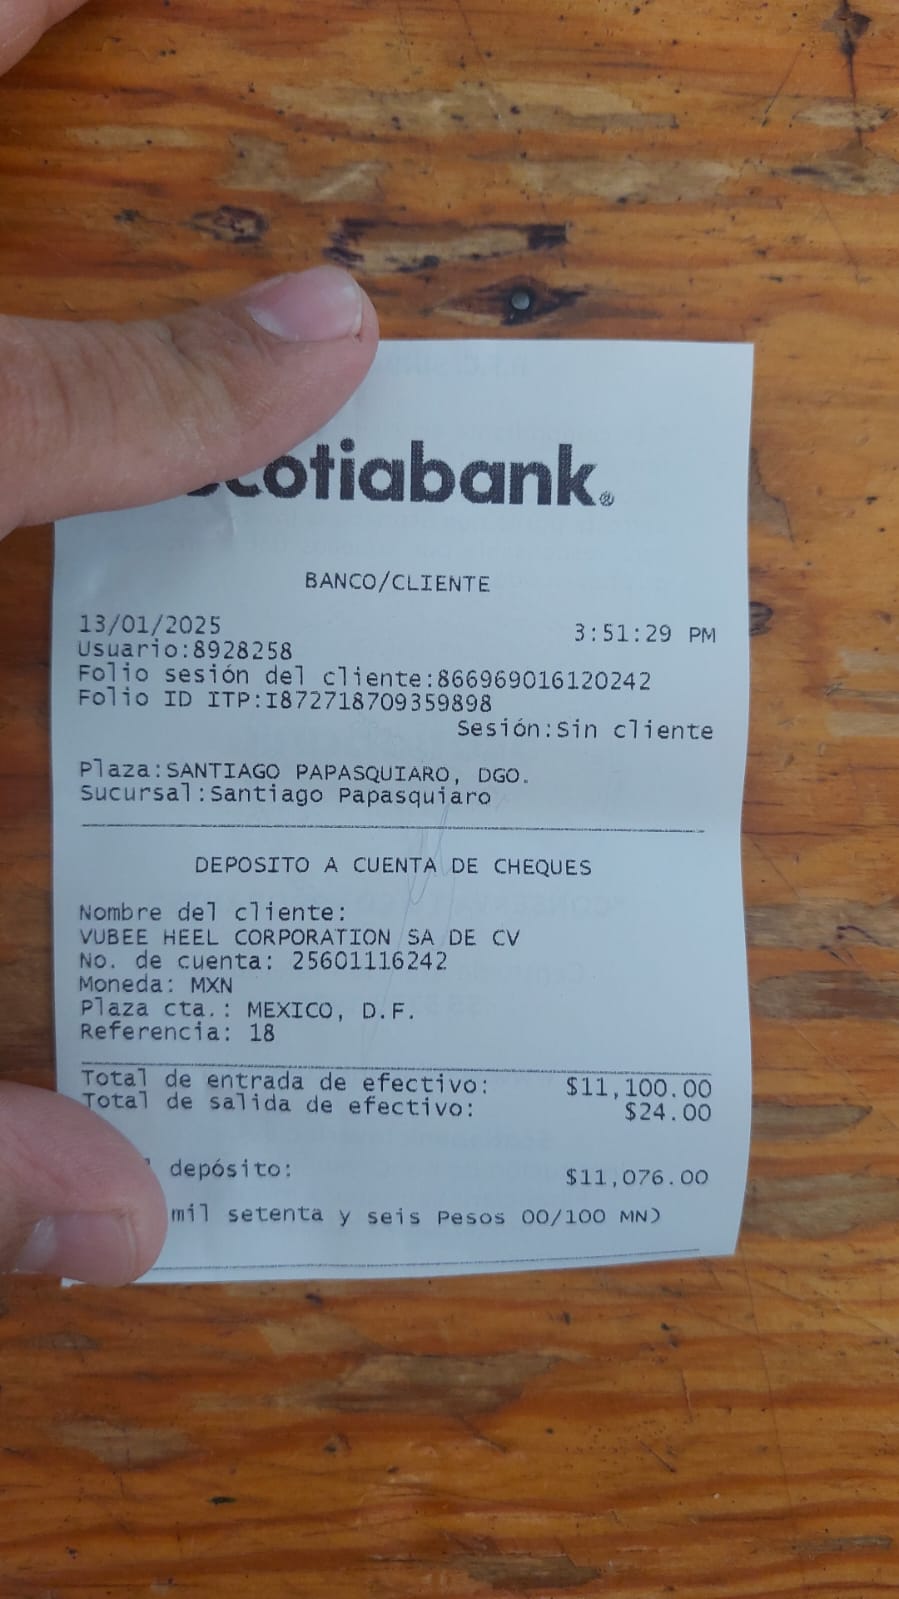 cotiabank®
BANCO/CLIENTE
13/01/2025 3:51:29 PM
Usuario:8928258
Folio sesión del cliente:866969016120242
Folio ID ITP:I8727187093598​98
Sesión:Sin cliente
Plaza:SANTIAGO PAPASQUIARO, DGO.
Sucursal:Santiago Papasquiaro
DEPOSITO A CUENTA DE CHEQUES
Nombre del cliente:
VUBEE HEEL CORPORATION SA DE CV
No. de cuenta: 25601116242
Moneda: MXN
Plaza cta.: MEXICO, D.F.
Referencia: 18
Total de entrada de efectivo: $11,100.00
Total de salida de efectivo: $24.00
depósito: $11,076.00
mil setenta y seis Pesos 00/100 MN)